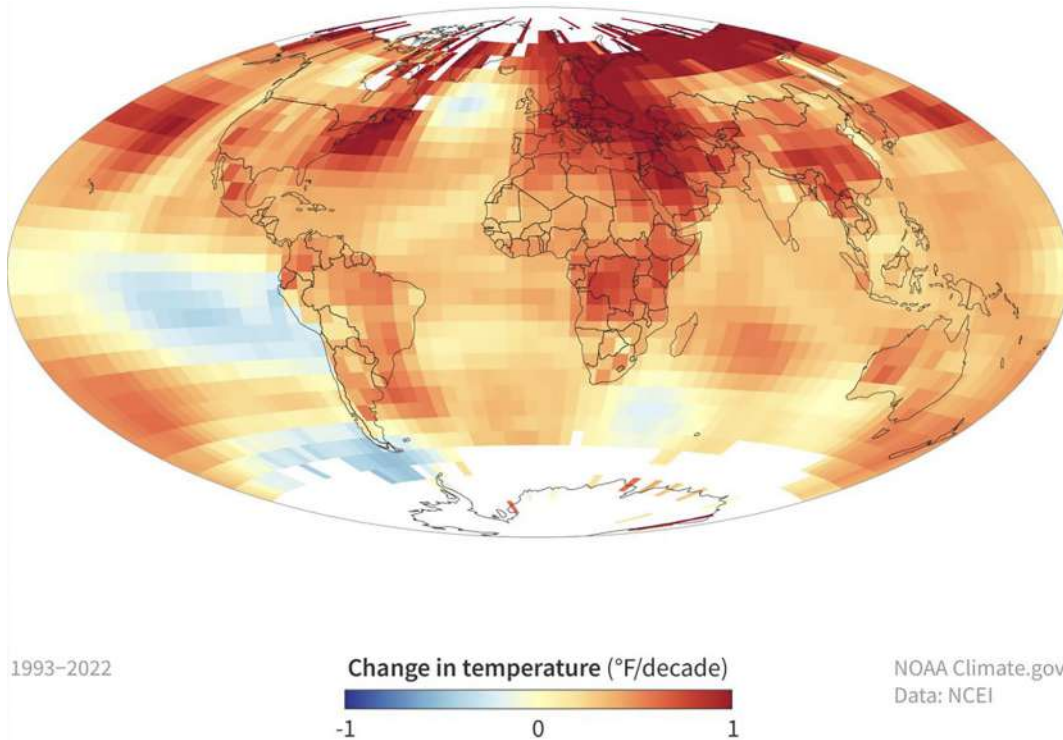 1993–2022
Change in temperature (°F/decade)
-1 0 1
NOAA Climate.gov
Data: NCEI